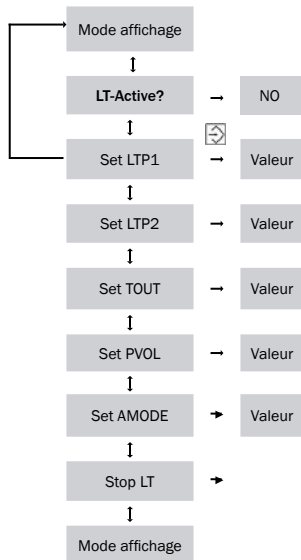 Mode affichage
LT-Active? NO
Set LTP1 Valeur
Set LTP2 Valeur
Set TOUT Valeur
Set PVOL Valeur
Set AMODE Valeur
Stop LT
Mode affichage